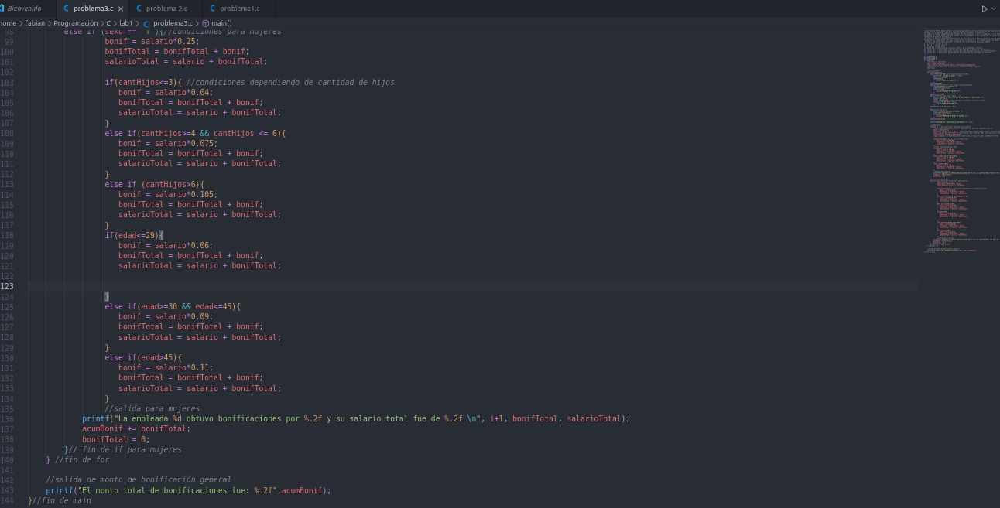 Bienvenido
C problema3.c ×
C problema 2.c
C problema1.c
home > fabian > Programación > C > lab1 > C problema3.c > main()
98 else if (sexo == 'f'){//condiciones para mujeres
99 bonif = salario*0.25;
100 bonifTotal = bonifTotal + bonif;
101 salarioTotal = salario + bonifTotal;
102
103 if(cantHijos<=3){ //condiciones dependiendo de cantidad de hijos
104 bonif = salario*0.04;
105 bonifTotal = bonifTotal + bonif;
106 salarioTotal = salario + bonifTotal;
107 }
108 else if(cantHijos>=4 && cantHijos <= 6){
109 bonif = salario*0.075;
110 bonifTotal = bonifTotal + bonif;
111 salarioTotal = salario + bonifTotal;
112 }
113 else if (cantHijos>6){
114 bonif = salario*0.105;
115 bonifTotal = bonifTotal + bonif;
116 salarioTotal = salario + bonifTotal;
117 }
118 if(edad<=29){
119 bonif = salario*0.06;
120 bonifTotal = bonifTotal + bonif;
121 salarioTotal = salario + bonifTotal;
122
123
124 }
125 else if(edad>=30 && edad<=45){
126 bonif = salario*0.09;
127 bonifTotal = bonifTotal + bonif;
128 salarioTotal = salario + bonifTotal;
129 }
130 else if(edad>45){
131 bonif = salario*0.11;
132 bonifTotal = bonifTotal + bonif;
133 salarioTotal = salario + bonifTotal;
134 }
135 //salida para mujeres
136 printf("La empleada %d obtuvo bonificaciones por %.2f y su salario total fue de %.2f \n", i+1, bonifTotal, salarioTotal);
137 acumBonif += bonifTotal;
138 bonifTotal = 0;
139 }// fin de if para mujeres
140 } //fin de for
141
142 //salida de monto de bonificación general
143 printf("El monto total de bonificaciones fue: %.2f",acumBonif);
144 }//fin de main